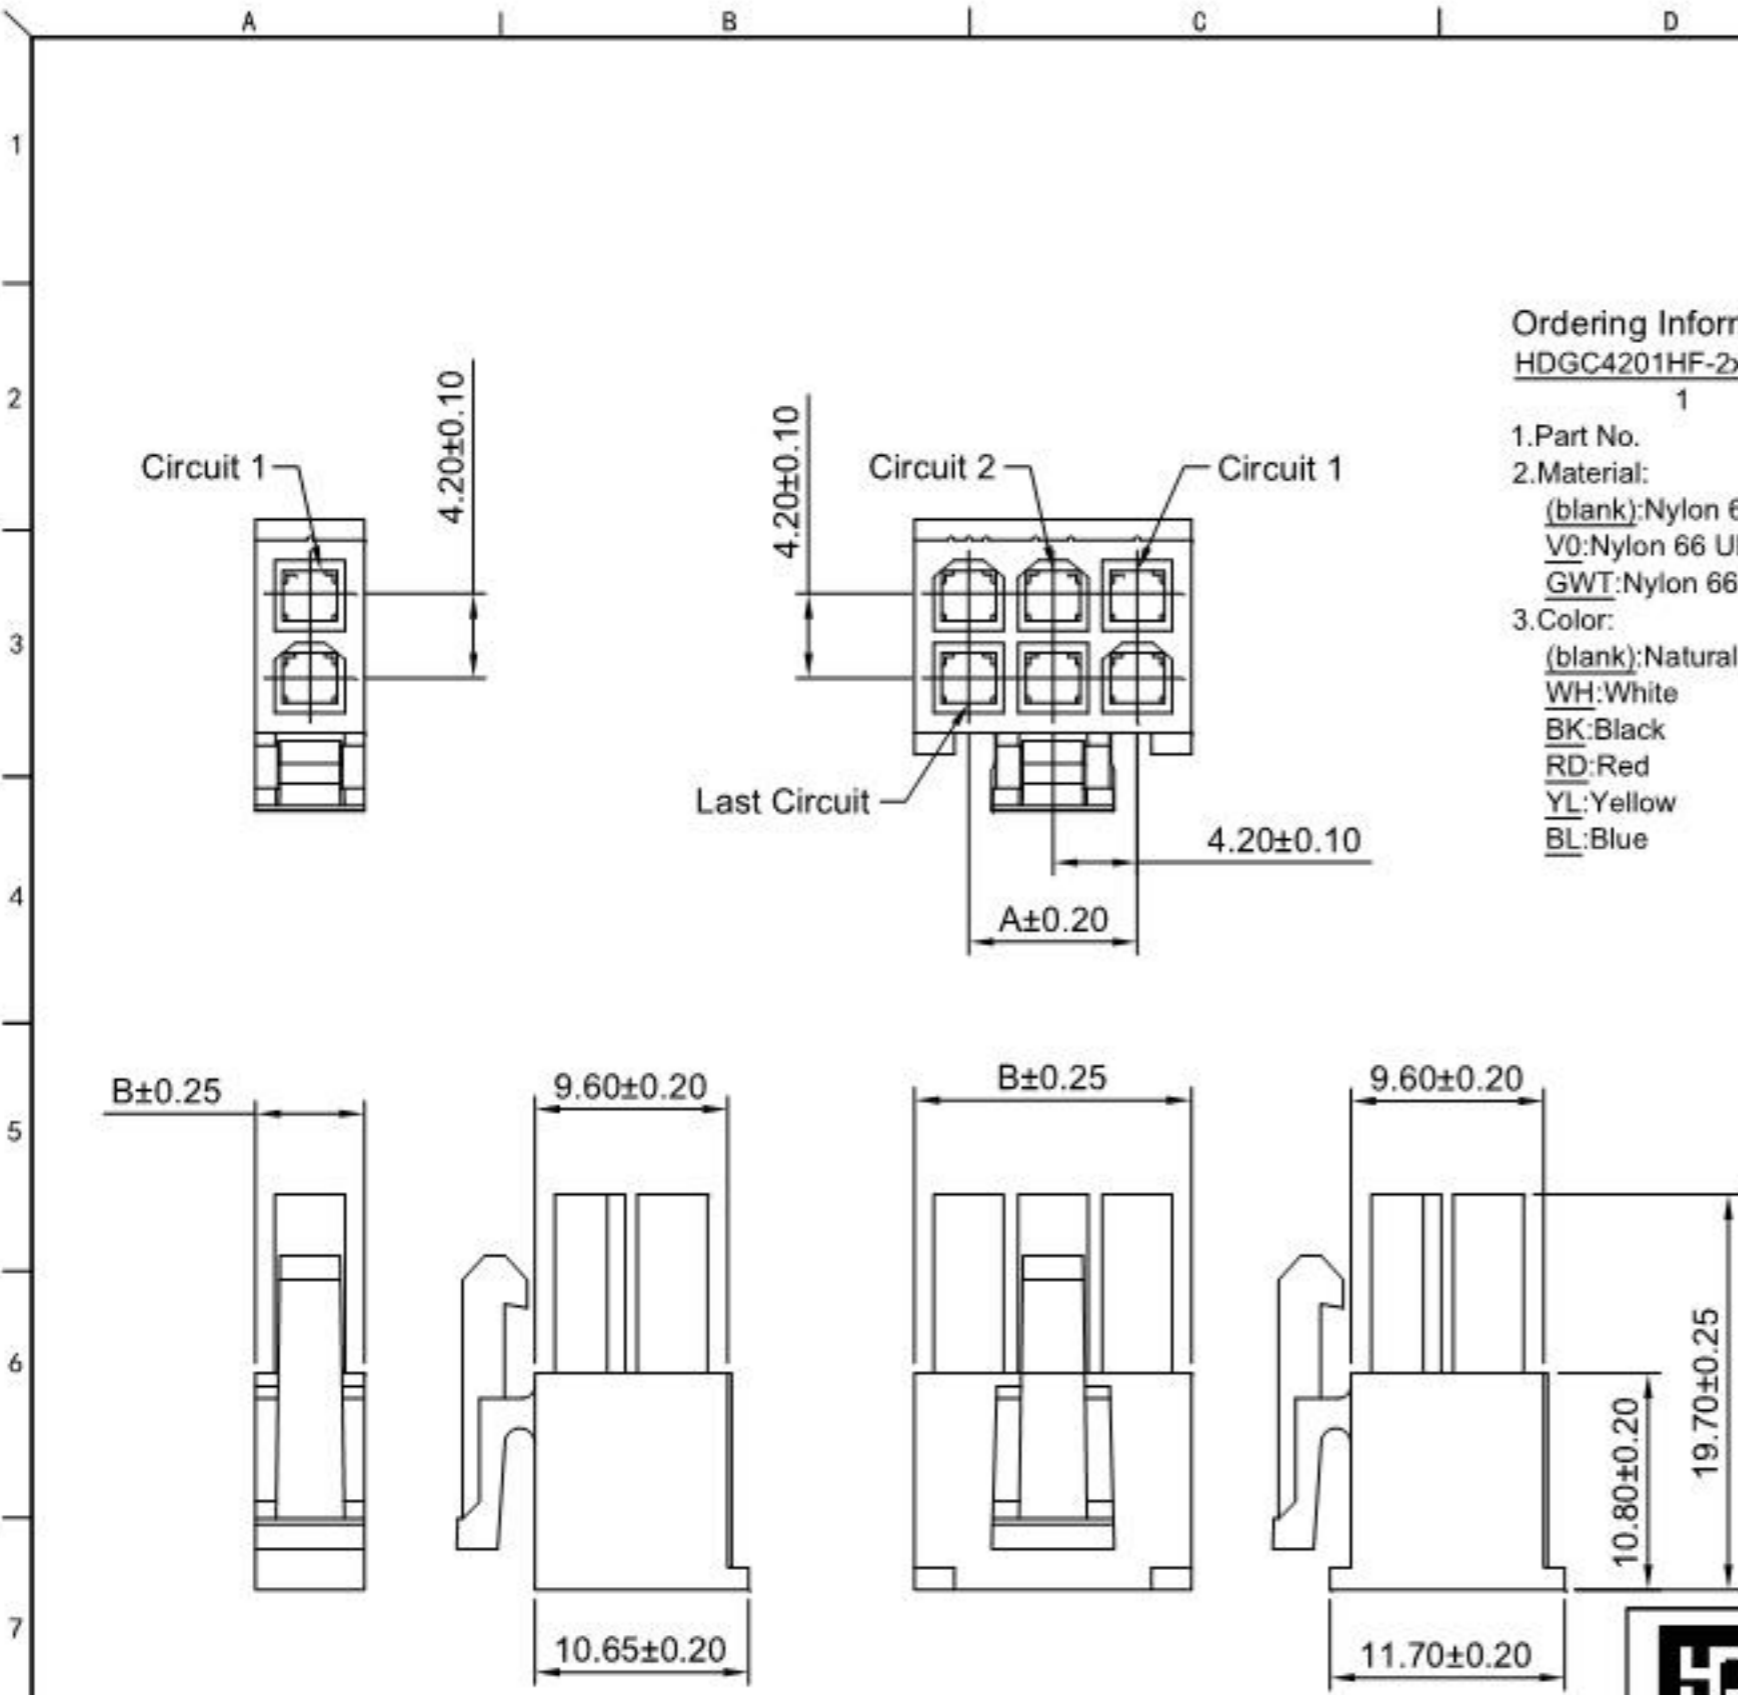 A B C D
1
2
3
4
5
6
7
Ordering Infor
HDGC4201HF-2x
1
1.Part No.
2.Material:
(blank):Nylon 6
V0:Nylon 66 U
GWT:Nylon 66
3.Color:
(blank):Natural
WH:White
BK:Black
RD:Red
YL:Yellow
BL:Blue
Circuit 1
4.20±0.10
4.20±0.10
Circuit 2
Circuit 1
Last Circuit
4.20±0.10
A±0.20
B±0.25
9.60±0.20
B±0.25
9.60±0.20
19.70±0.25
10.80±0.20
10.65±0.20
11.70±0.20